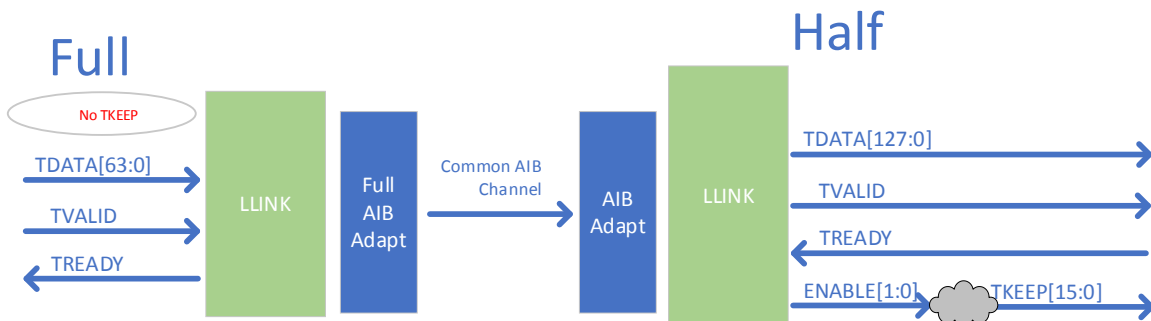 Full
Half
No TKEEP
TDATA[63:0]
TVALID
TREADY
LLINK
Full
AIB
Adapt
Common AIB
Channel
AIB
Adapt
LLINK
TDATA[127:0]
TVALID
TREADY
ENABLE[1:0]
TKEEP[15:0]